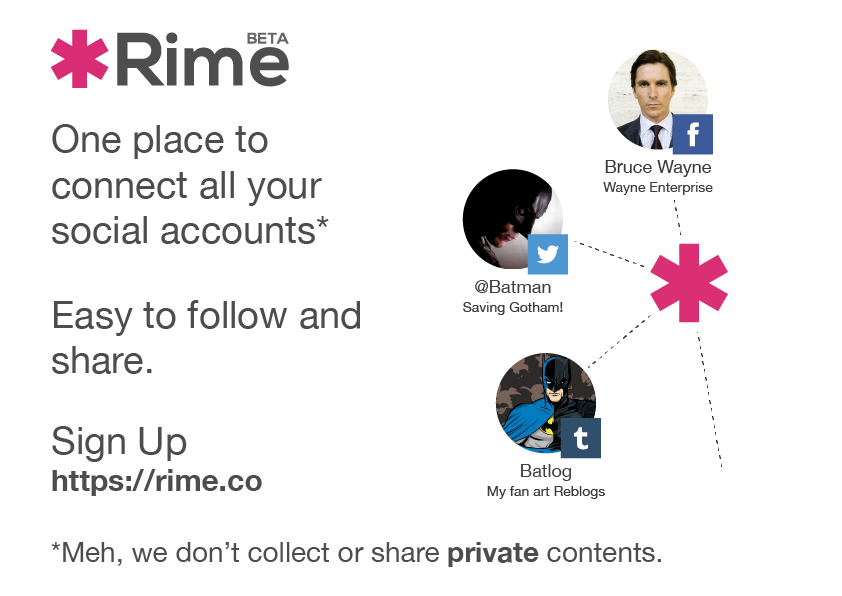 Rime BETA
One place to
connect all your
social accounts*
Easy to follow and
share.
Sign Up
https://rime.co
*Meh, we don’t collect or share private contents.
f
Bruce Wayne
Wayne Enterprise
@Batman
Saving Gotham!
t
Batlog
My fan art Reblogs